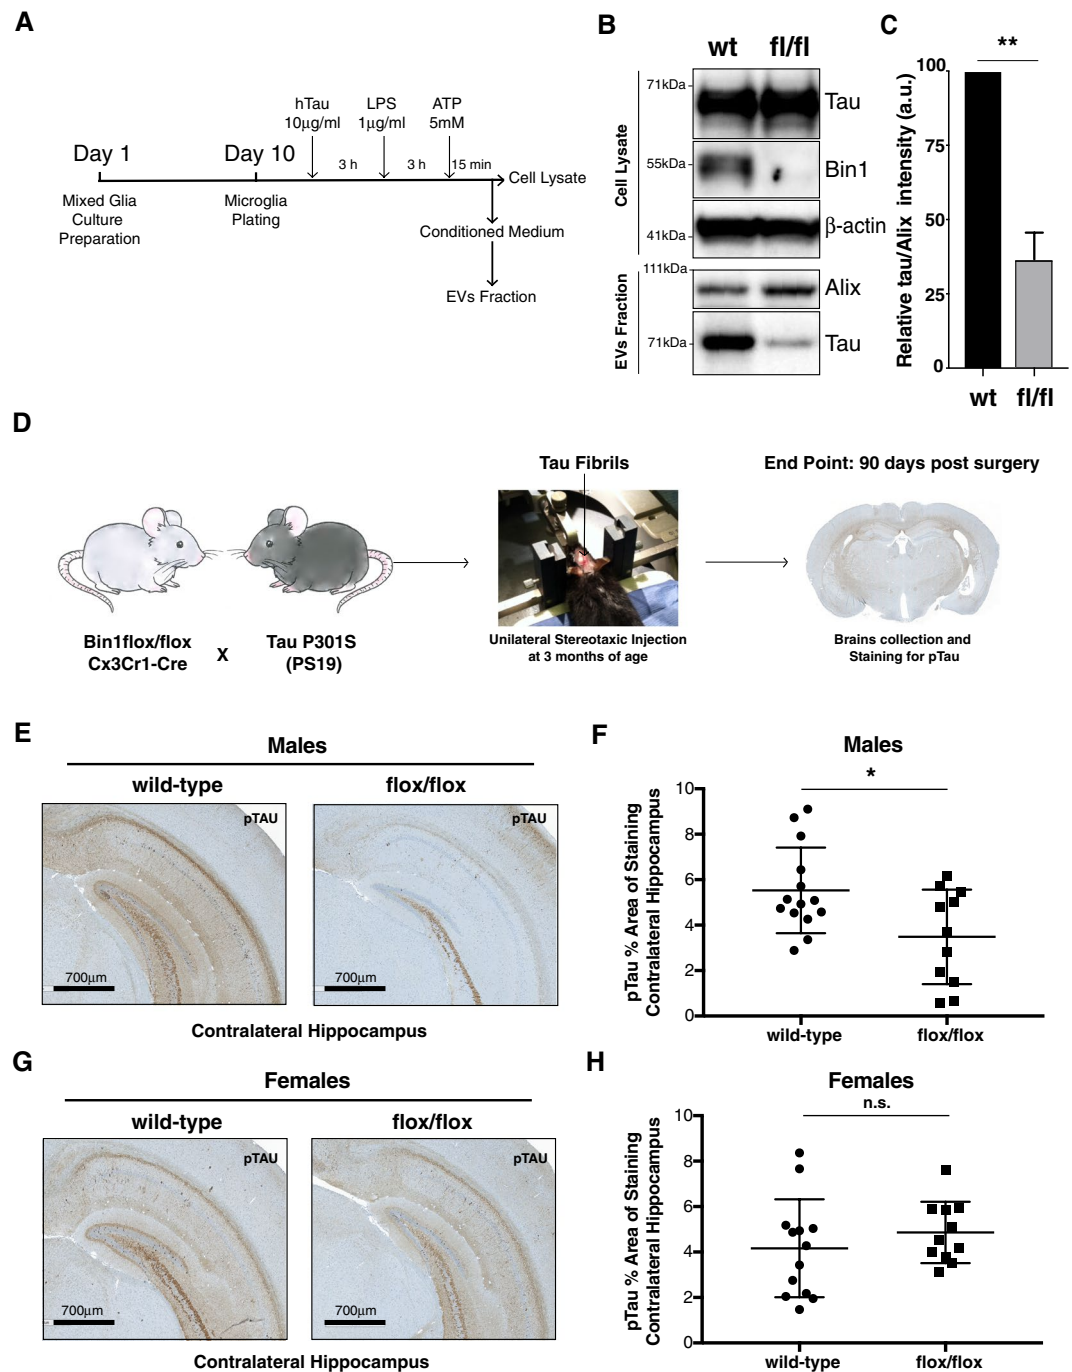 A
hTau
10µg/ml
LPS
1µg/ml
ATP
5mM
Day 1
Day 10
3 h
3 h
15 min
Cell Lysate
Mixed Glia
Culture
Preparation
Microglia
Plating
Conditioned Medium
EVs Fraction
B
wt fl/fl
Cell Lysate
71kDa
Tau
55kDa
Bin1
41kDa
β-actin
EVs Fraction
111kDa
Alix
71kDa
Tau
C
**
Relative tau/Alix intensity (a.u.)
100
75
50
25
0
wt fl/fl
D
Tau Fibrils
End Point: 90 days post surgery
Bin1flox/flox
Cx3Cr1-Cre
X
Tau P301S
(PS19)
Unilateral Stereotaxic Injection
at 3 months of age
Brains collection and
Staining for pTau
E
Males
wild-type
flox/flox
pTAU
pTAU
700µm
700µm
Contralateral Hippocampus
F
Males
*
pTau % Area of Staining
Contralateral Hippocampus
10
8
6
4
2
0
wild-type
flox/flox
G
Females
wild-type
flox/flox
pTAU
pTAU
700µm
700µm
Contralateral Hippocampus
H
Females
n.s.
pTau % Area of Staining
Contralateral Hippocampus
10
8
6
4
2
0
wild-type
flox/flox